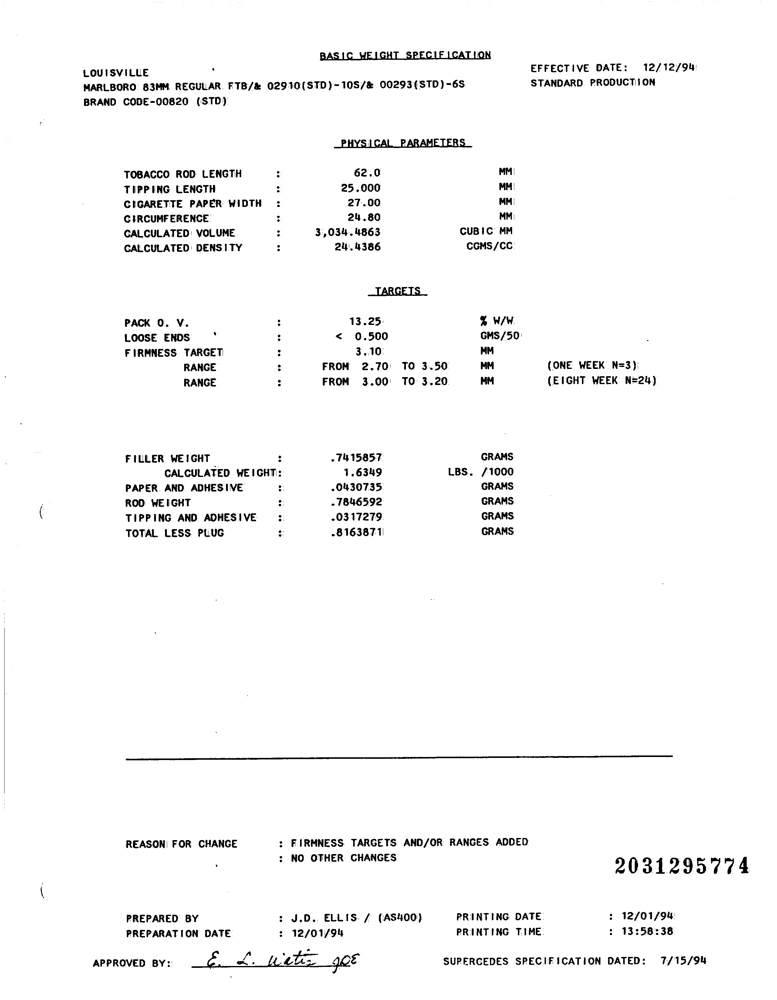 BASIC WEIGHT SPECIFICATION
LOUISVILLE EFFECTIVE DATE: 12/12/94
MARLBORO 83MM REGULAR FTB/& 02910(STD)-10S/& 00293(STD)-6S STANDARD PRODUCTION
BRAND CODE-00820 (STD)
PHYSICAL PARAMETERS
TOBACCO ROD LENGTH : 62.0 MM
TIPPING LENGTH : 25.000 MM
CIGARETTE PAPER WIDTH : 27.00 MM
CIRCUMFERENCE : 24.80 MM
CALCULATED VOLUME : 3,034.4863 CUBIC MM
CALCULATED DENSITY : 24.4386 CGMS/CC
TARGETS
PACK O. V. : 13.25 % W/W
LOOSE ENDS : < 0.500 GMS/50
FIRMNESS TARGET : 3.10 MM
RANGE : FROM 2.70 TO 3.50 MM (ONE WEEK N=3)
RANGE : FROM 3.00 TO 3.20 MM (EIGHT WEEK N=24)
FILLER WEIGHT : .7415857 GRAMS
CALCULATED WEIGHT: 1.6349 LBS. /1000
PAPER AND ADHESIVE : .0430735 GRAMS
ROD WEIGHT : .7846592 GRAMS
TIPPING AND ADHESIVE : .0317279 GRAMS
TOTAL LESS PLUG : .8163871 GRAMS
REASON FOR CHANGE : FIRMNESS TARGETS AND/OR RANGES ADDED
: NO OTHER CHANGES
2031295774
PREPARED BY : J.D. ELLIS / (AS400) PRINTING DATE : 12/01/94
PREPARATION DATE : 12/01/94 PRINTING TIME : 13:58:38
APPROVED BY: E. L. SUPERCEDES SPECIFICATION DATED: 7/15/94